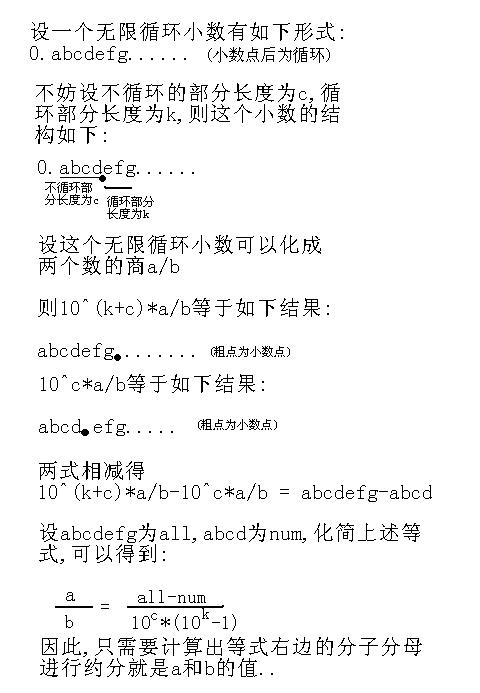 设一个无限循环小数有如下形式:
0.abcdefg...... (小数点后为循环)
不妨设不循环的部分长度为c,循
环部分长度为k,则这个小数的结
构如下:
0.abcdefg......
不循环部
分长度为c
循环部分
长度为k
设这个无限循环小数可以化成
两个数的商a/b
则10^(k+c)*a/b等于如下结果:
abcdefg●....... (粗点为小数点)
10^c*a/b等于如下结果:
abcd●efg..... (粗点为小数点)
两式相减得
10^(k+c)*a/b-10^c*a/b = abcdefg-abcd
设abcdefg为all,abcd为num,化简上述等
式,可以得到:
a all-num
=
b 10^c*(10^k-1)
因此,只需要计算出等式右边的分子分母
进行约分就是a和b的值..